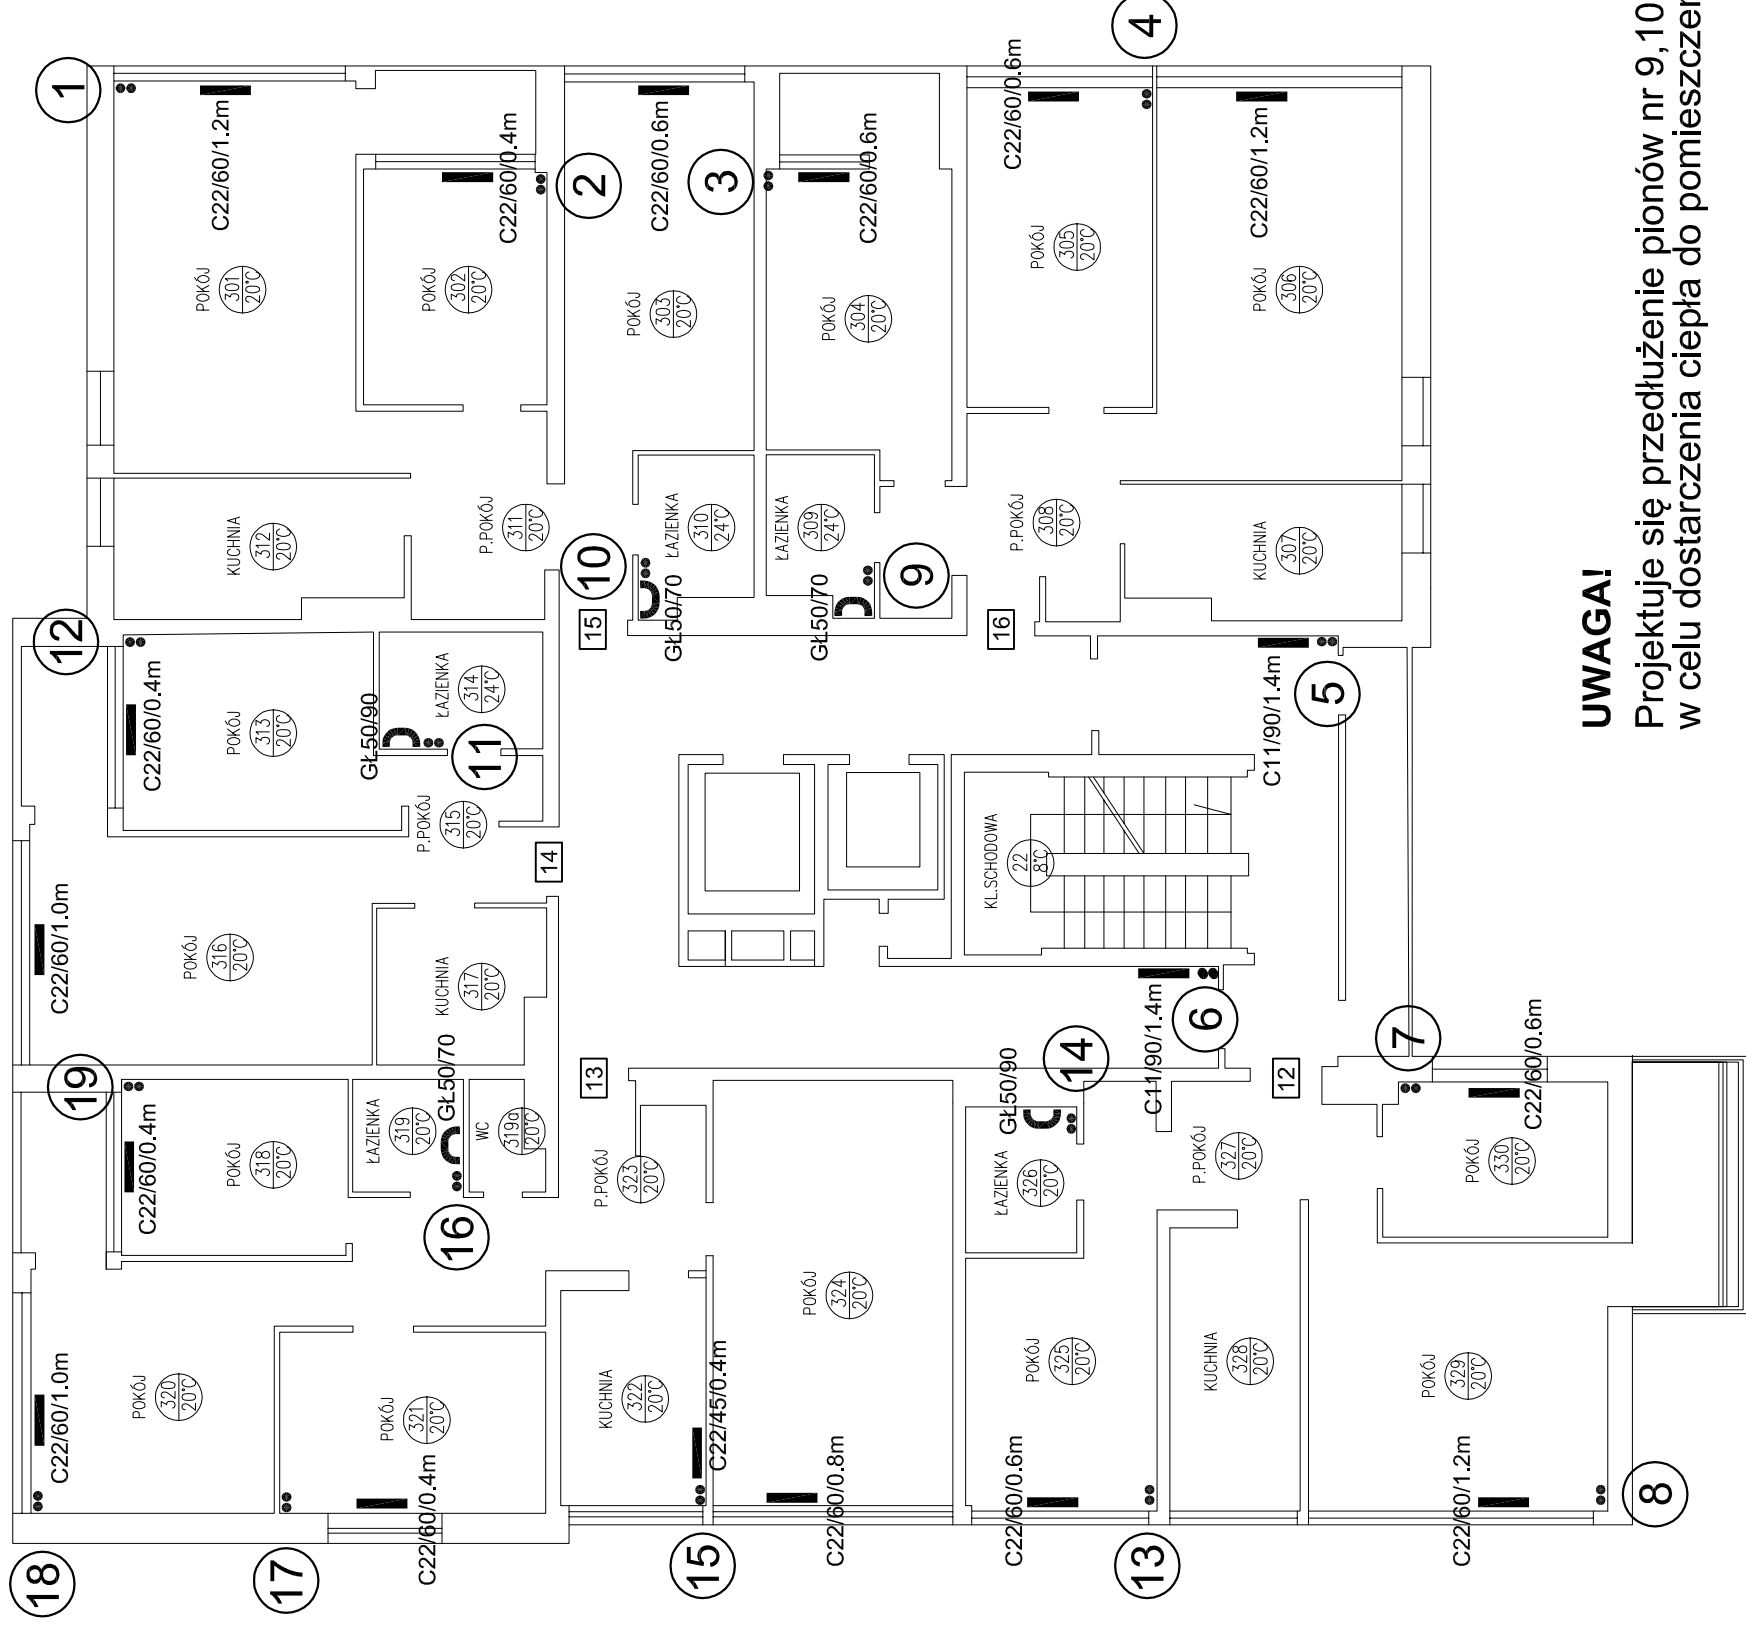 18
C22/60/1.0m
19
C22/60/1.0m
12
1
POKÓJ
320
20°C
C22/60/0.4m
C22/60/0.4m
POKÓJ
316
20°C
POKÓJ
301
20°C
C22/60/1.2m
POKÓJ
318
20°C
POKÓJ
313
20°C
KUCHNIA
312
20°C
17
GŁ50/90
ŁAZIENKA
319
20°C
POKÓJ
321
20°C
C22/60/0.4m
GŁ50/70
16
KUCHNIA
317
20°C
P.POKÓJ
315
20°C
ŁAZIENKA
314
24°C
11
POKÓJ
302
20°C
C22/60/0.4m
WC
319a
20°C
P.POKÓJ
311
20°C
14
13
10
15
2
KUCHNIA
322
20°C
P.POKÓJ
323
20°C
POKÓJ
303
20°C
C22/60/0.6m
GŁ50/70
ŁAZIENKA
310
24°C
15
C22/45/0.4m
3
ŁAZIENKA
309
24°C
GŁ50/70
POKÓJ
324
20°C
C22/60/0.8m
POKÓJ
304
20°C
C22/60/0.6m
9
KL.SCHODOWA
22
8°C
16
ŁAZIENKA
326
20°C
GŁ50/90
C22/60/0.6m
POKÓJ
325
20°C
P.POKÓJ
308
20°C
POKÓJ
305
20°C
C22/60/0.6m
14
13
C11/90/1.4m
4
6
KUCHNIA
328
20°C
P.POKÓJ
327
20°C
KUCHNIA
307
20°C
POKÓJ
306
20°C
C22/60/1.2m
12
C11/90/1.4m
5
7
POKÓJ
329
20°C
C22/60/1.2m
POKÓJ
330
20°C
C22/60/0.6m
8
UWAGA!
Projektuje się przedłużenie pionów nr 9,10
w celu dostarczenia ciepła do